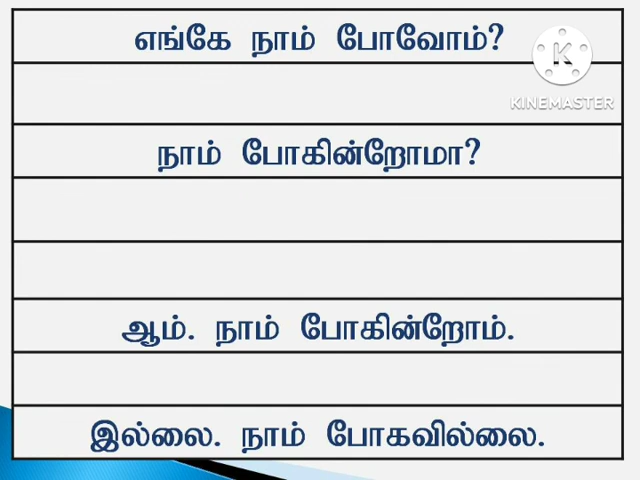 எங்கே நாம் போவோம்?
KINEMASTER
நாம் போகின்றோமா?
ஆம். நாம் போகின்றோம்.
இல்லை. நாம் போகவில்லை.